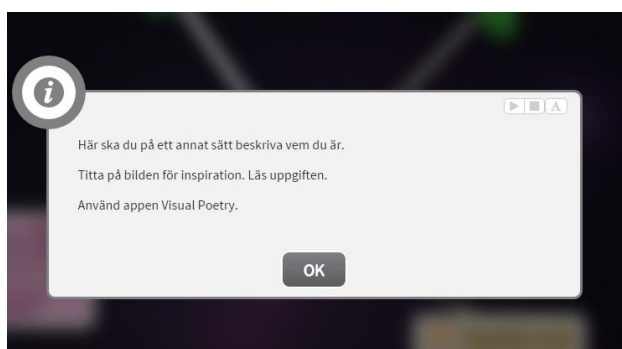 Här ska du på ett annat sätt beskriva vem du är.
Titta på bilden för inspiration. Läs uppgiften.
Använd appen Visual Poetry.
OK